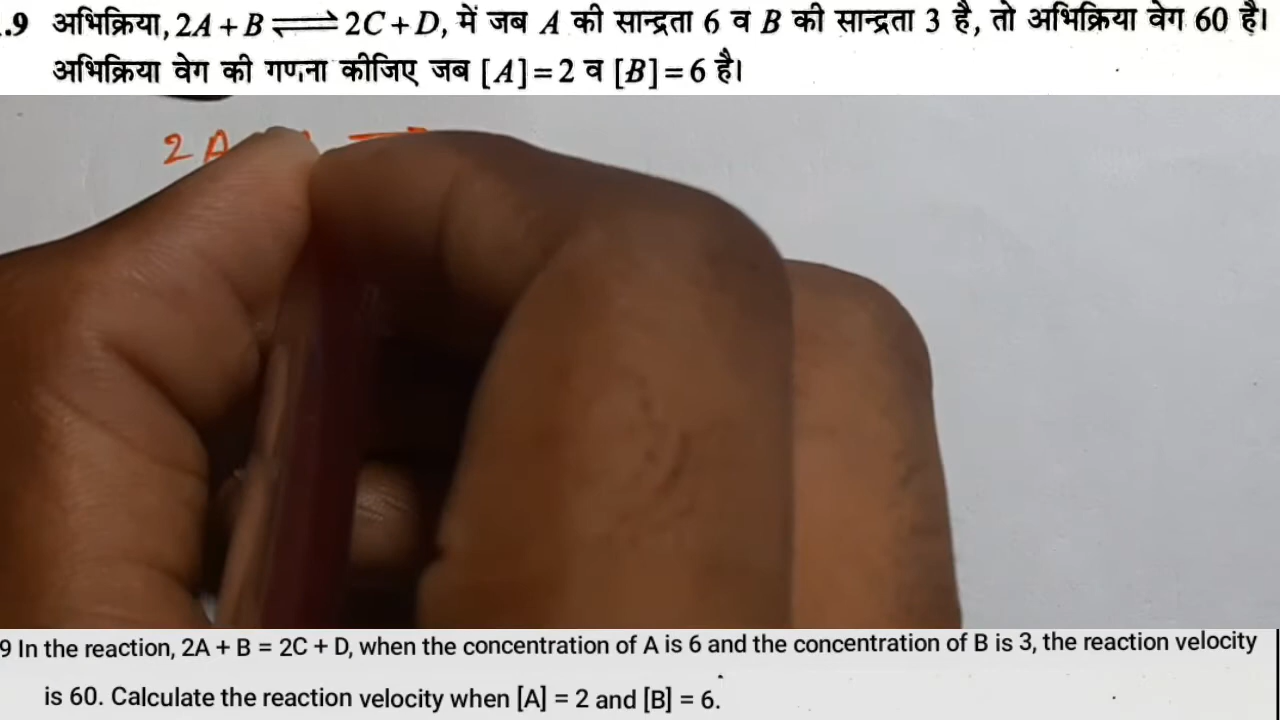 .9 अभिक्रिया, 2A + B ⇌ 2C + D, में जब A की सान्द्रता 6 व B की सान्द्रता 3 है, तो अभिक्रिया वेग 60 है।
अभिक्रिया वेग की गणना कीजिए जब [A] = 2 व [B] = 6 है।
2A
9 In the reaction, 2A + B = 2C + D, when the concentration of A is 6 and the concentration of B is 3, the reaction velocity
is 60. Calculate the reaction velocity when [A] = 2 and [B] = 6.